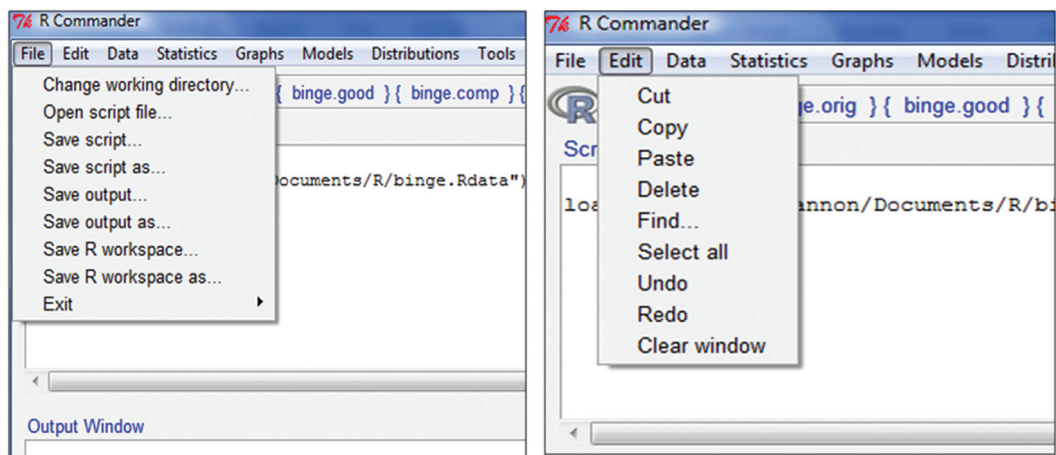 R Commander
File Edit Data Statistics Graphs Models Distributions Tools
Change working directory...
{ binge.good } { binge.comp } {
Open script file...
Save script...
Save script as...
ocuments/R/binge.Rdata")
Save output...
Save output as...
Save R workspace...
Save R workspace as...
Exit
Output Window
R Commander
File Edit Data Statistics Graphs Models Distri
Cut
R
ge.orig } { binge.good } {
Copy
Scr
Paste
Delete
loa
nnon/Documents/R/bi
Find...
Select all
Undo
Redo
Clear window